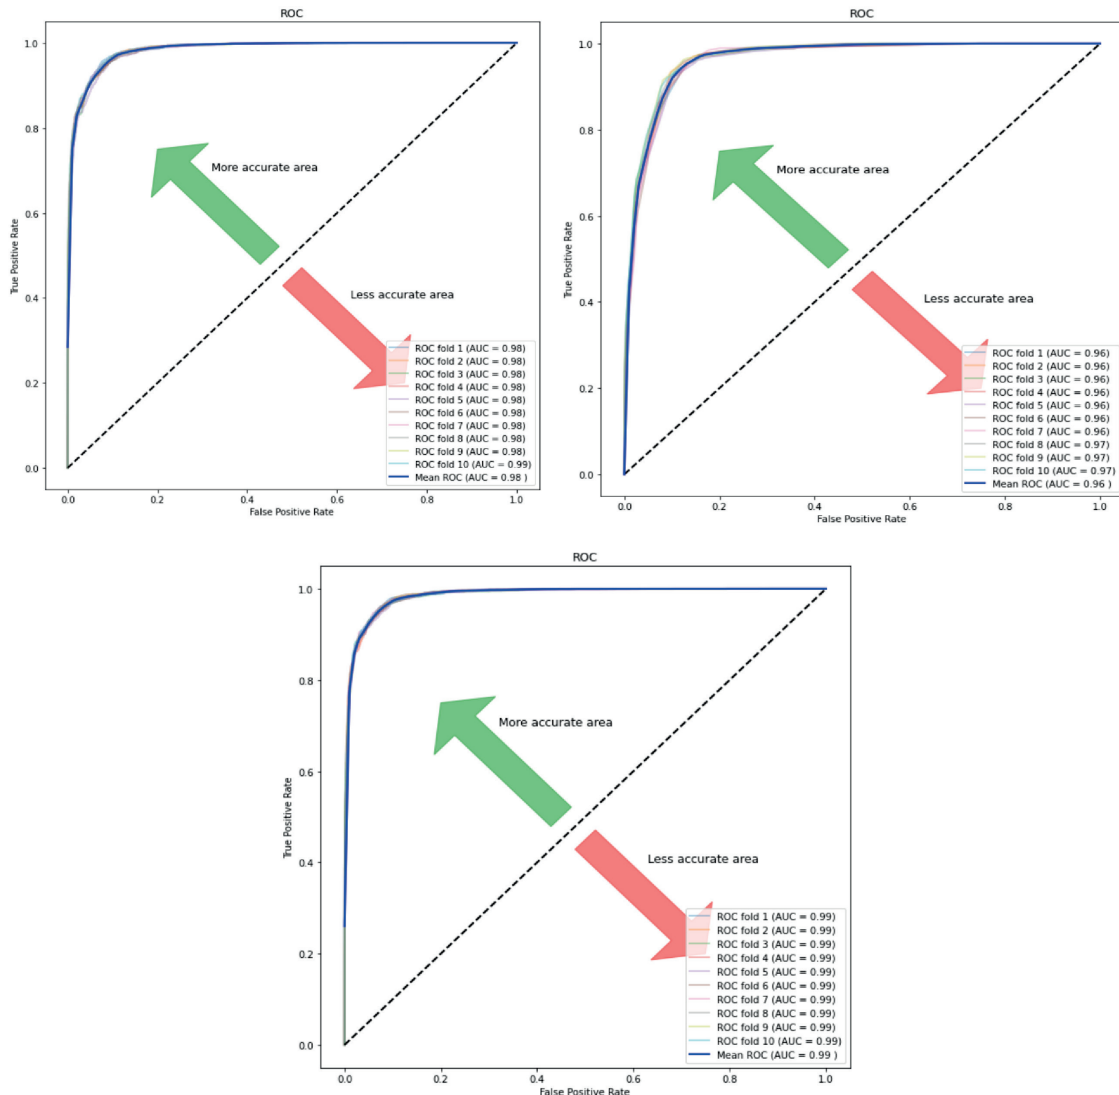 ROC
1.0
0.8
0.6
0.4
0.2
0.0
True Positive Rate
More accurate area
Less accurate area
ROC fold 1 (AUC = 0.98)
ROC fold 2 (AUC = 0.98)
ROC fold 3 (AUC = 0.98)
ROC fold 4 (AUC = 0.98)
ROC fold 5 (AUC = 0.98)
ROC fold 6 (AUC = 0.98)
ROC fold 7 (AUC = 0.98)
ROC fold 8 (AUC = 0.98)
ROC fold 9 (AUC = 0.98)
ROC fold 10 (AUC = 0.99)
Mean ROC (AUC = 0.98 )
0.0 0.2 0.4 0.6 0.8 1.0
False Positive Rate
ROC
1.0
0.8
0.6
0.4
0.2
0.0
True Positive Rate
More accurate area
Less accurate area
ROC fold 1 (AUC = 0.96)
ROC fold 2 (AUC = 0.96)
ROC fold 3 (AUC = 0.96)
ROC fold 4 (AUC = 0.96)
ROC fold 5 (AUC = 0.96)
ROC fold 6 (AUC = 0.96)
ROC fold 7 (AUC = 0.96)
ROC fold 8 (AUC = 0.97)
ROC fold 9 (AUC = 0.97)
ROC fold 10 (AUC = 0.97)
Mean ROC (AUC = 0.96 )
0.0 0.2 0.4 0.6 0.8 1.0
False Positive Rate
ROC
1.0
0.8
0.6
0.4
0.2
0.0
True Positive Rate
More accurate area
Less accurate area
ROC fold 1 (AUC = 0.99)
ROC fold 2 (AUC = 0.99)
ROC fold 3 (AUC = 0.99)
ROC fold 4 (AUC = 0.99)
ROC fold 5 (AUC = 0.99)
ROC fold 6 (AUC = 0.99)
ROC fold 7 (AUC = 0.99)
ROC fold 8 (AUC = 0.99)
ROC fold 9 (AUC = 0.99)
ROC fold 10 (AUC = 0.99)
Mean ROC (AUC = 0.99 )
0.0 0.2 0.4 0.6 0.8 1.0
False Positive Rate